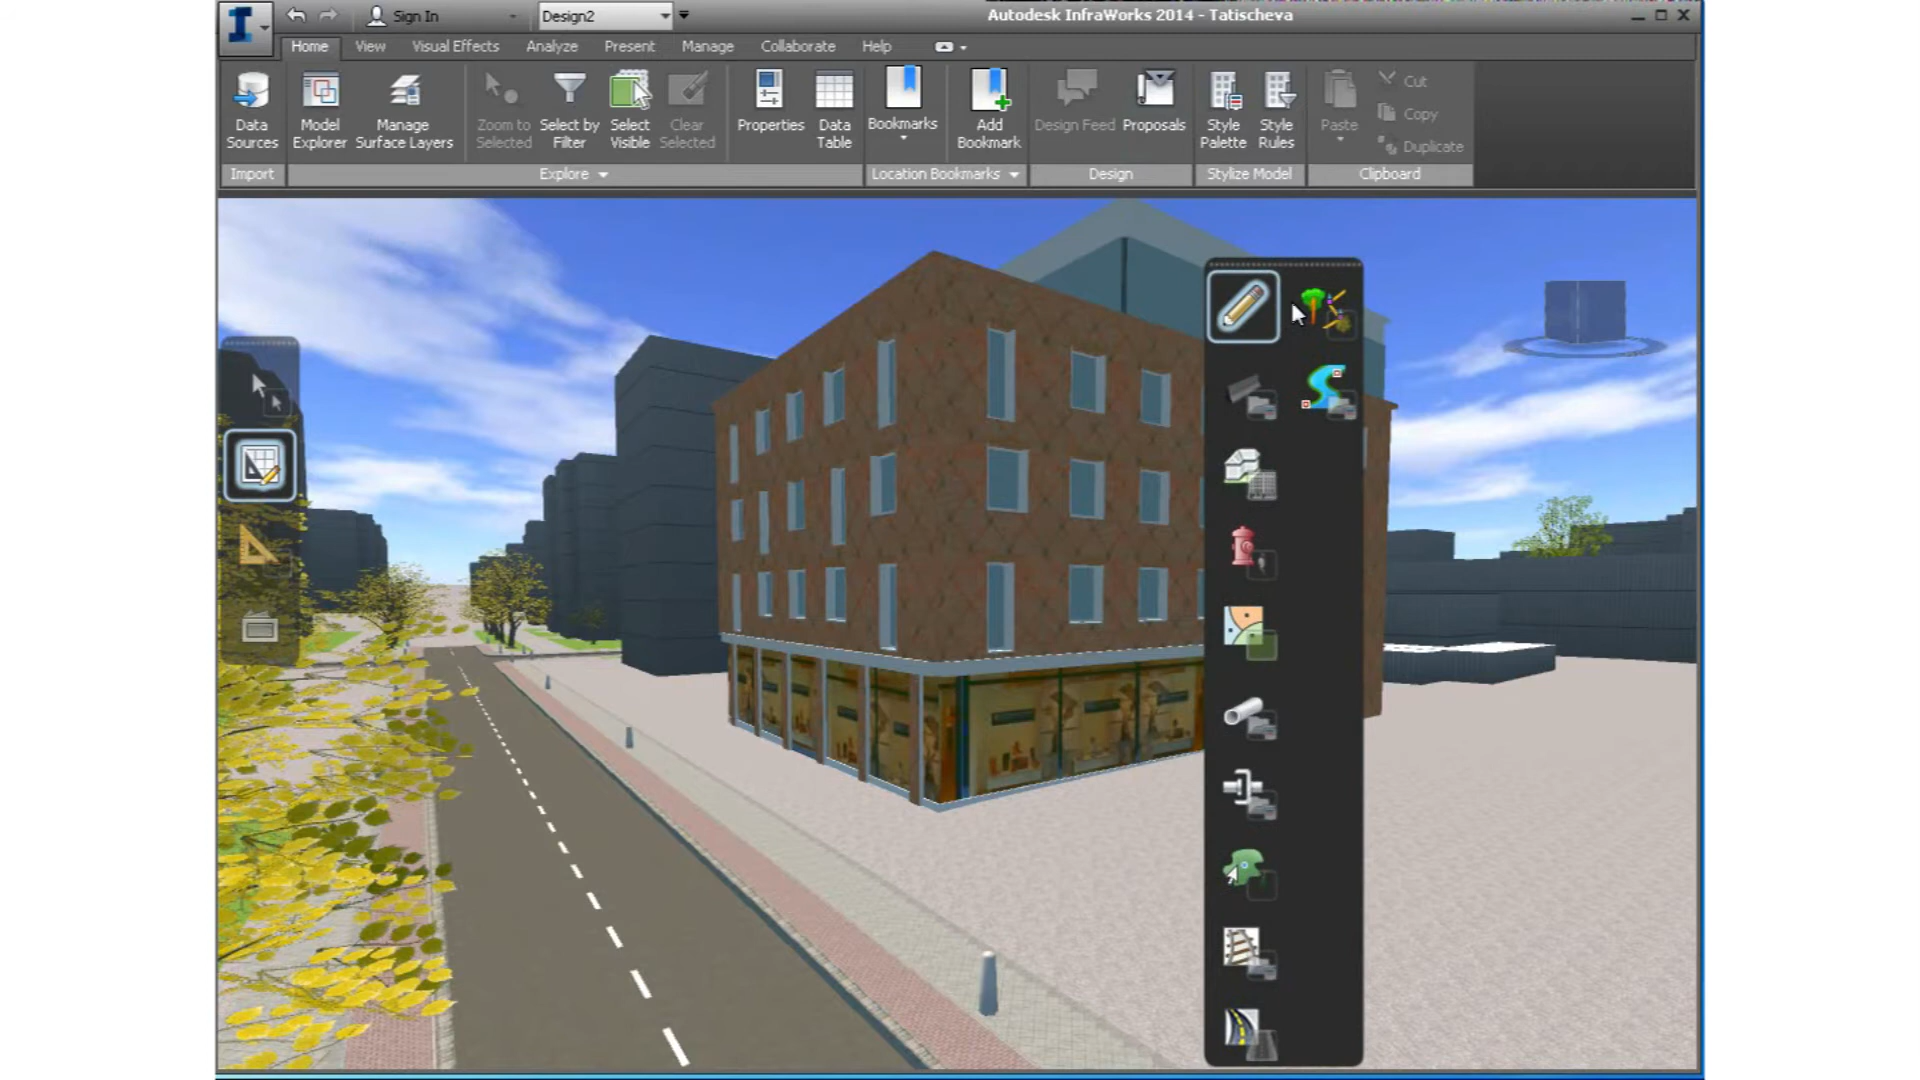 Sign In
Design2
Autodesk InfraWorks 2014 - Tatischeva
Home View Visual Effects Analyze Present Manage Collaborate Help
Data Sources
Model Explorer
Manage Surface Layers
Zoom to Selected
Select by Filter
Select Visible
Clear Selected
Properties
Data Table
Bookmarks
Add Bookmark
Design Feed
Proposals
Style Palette
Style Rules
Paste
Cut
Copy
Duplicate
Import
Explore
Location Bookmarks
Design
Stylize Model
Clipboard